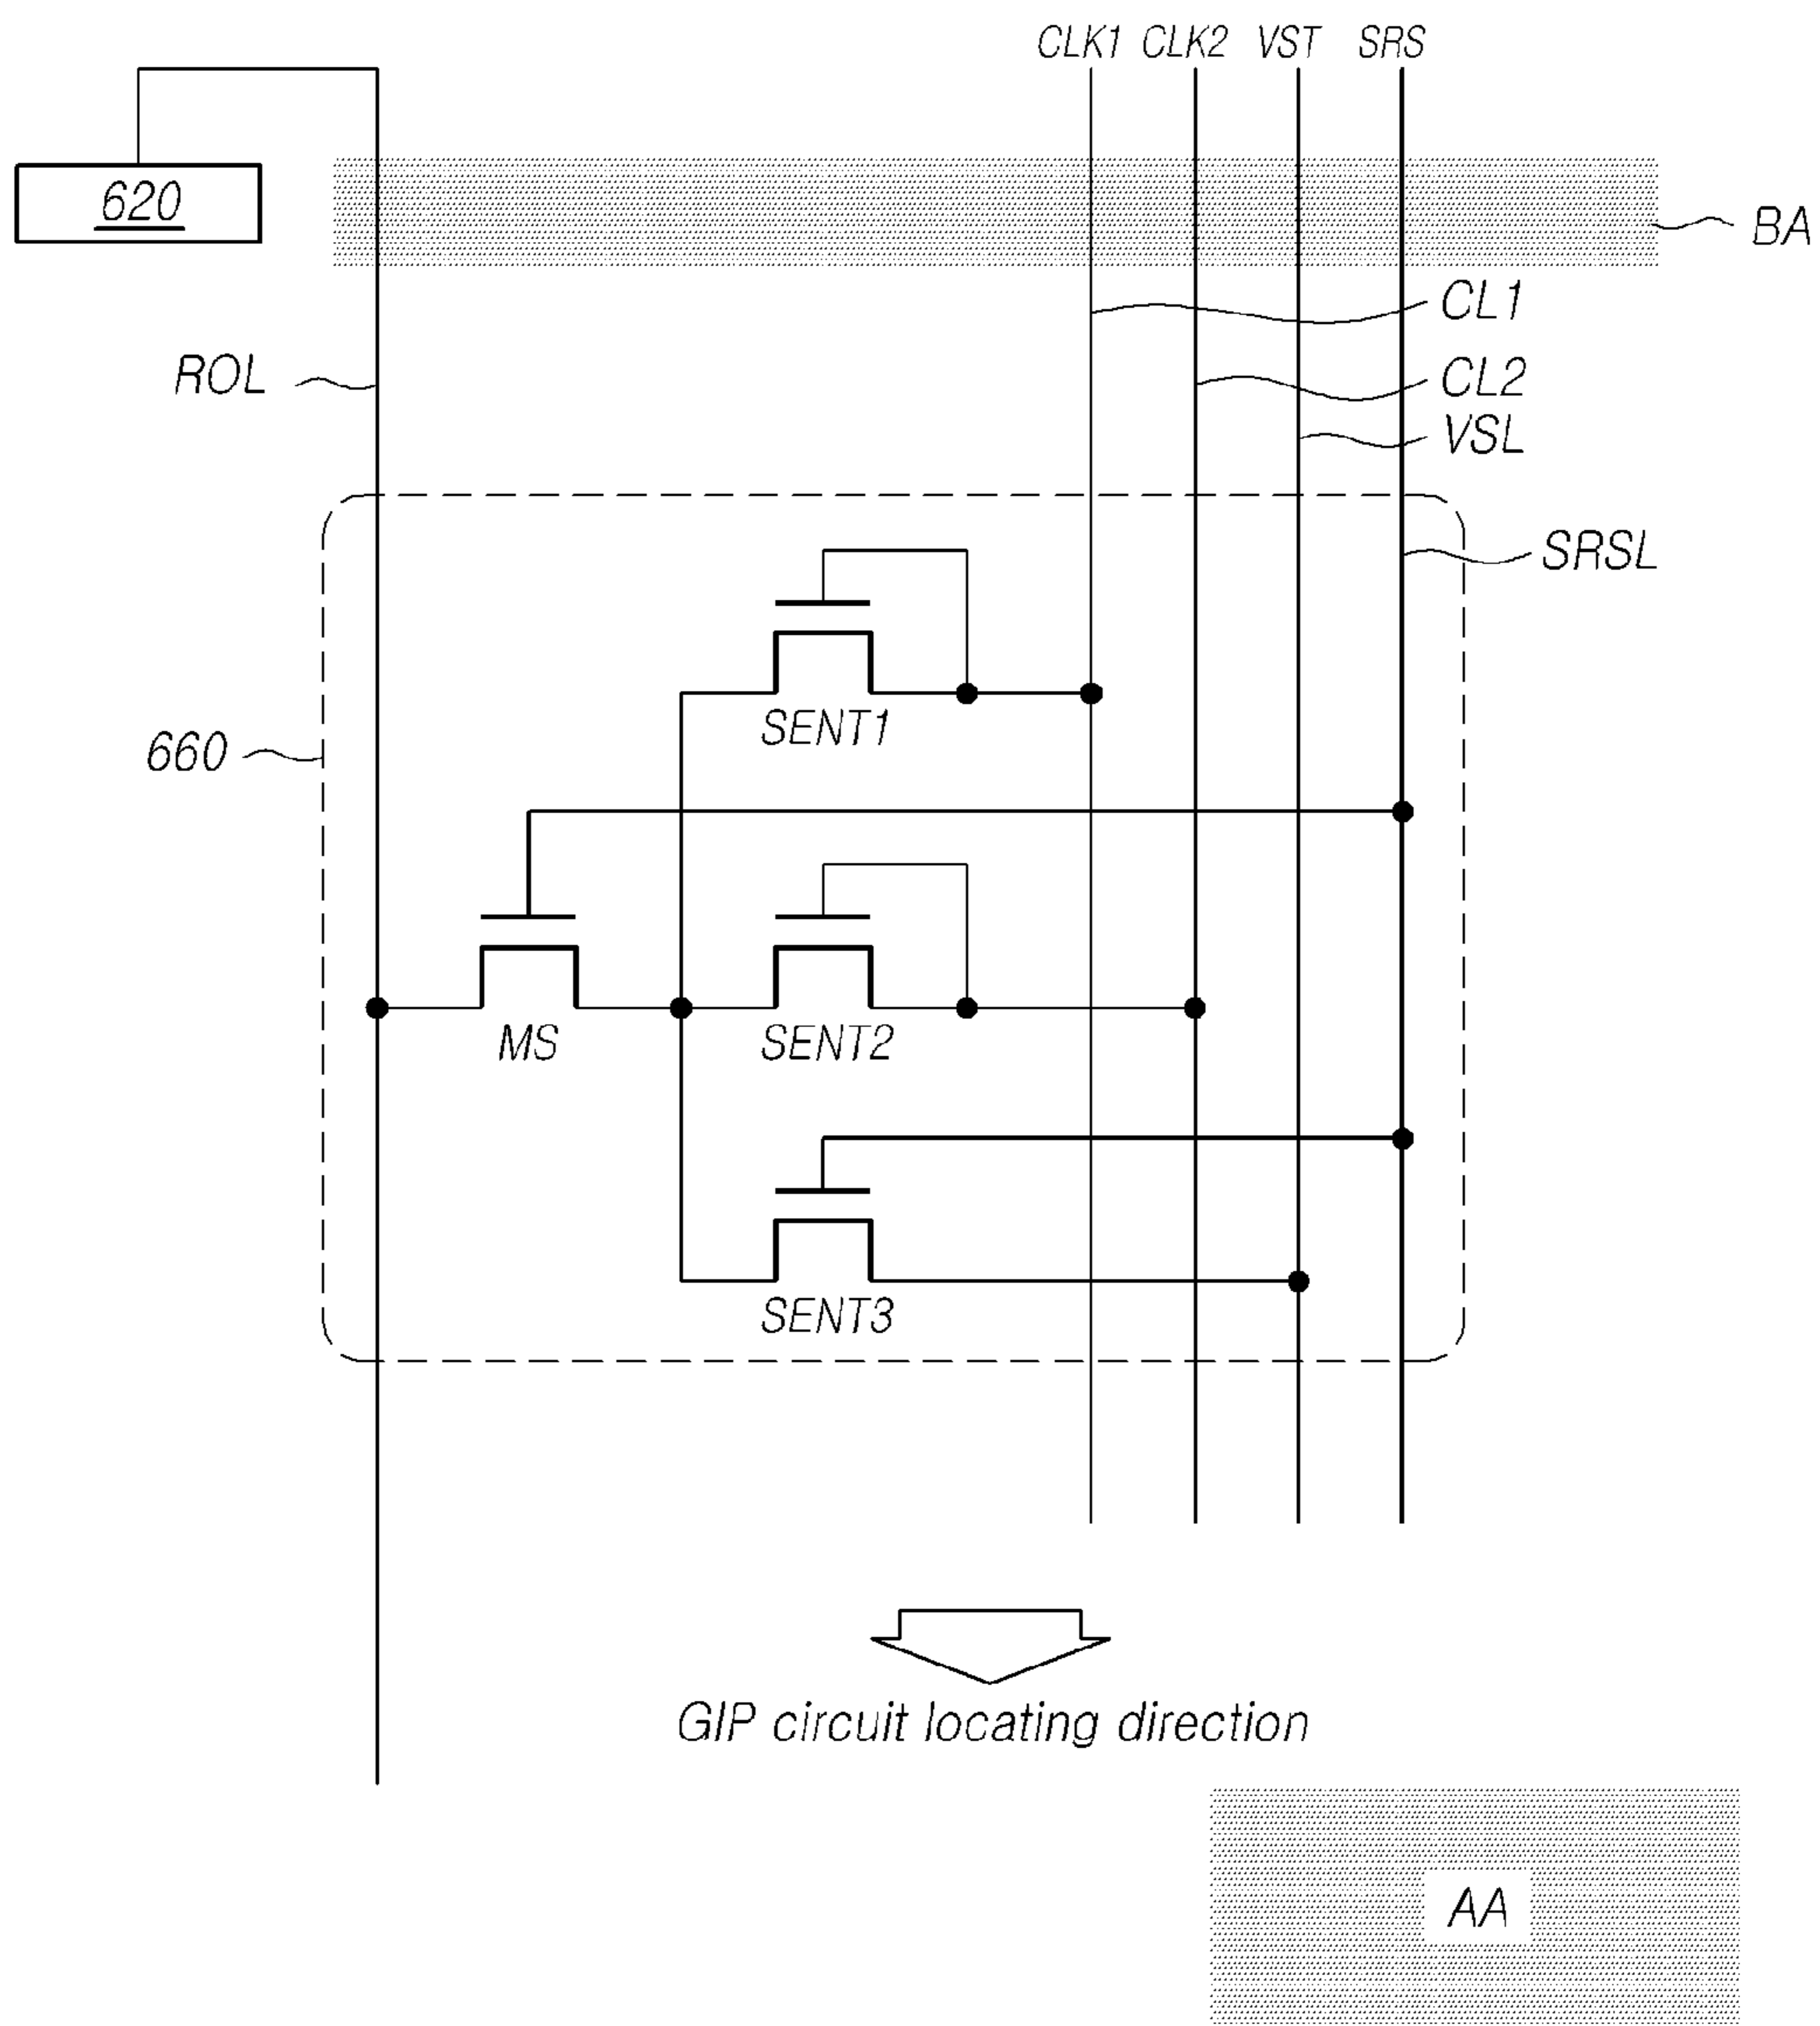 CLK1 CLK2 VST SRS
620
BA
CL1
ROL
CL2
VSL
SRSL
SENT1
660
MS
SENT2
SENT3
GIP circuit locating direction
AA